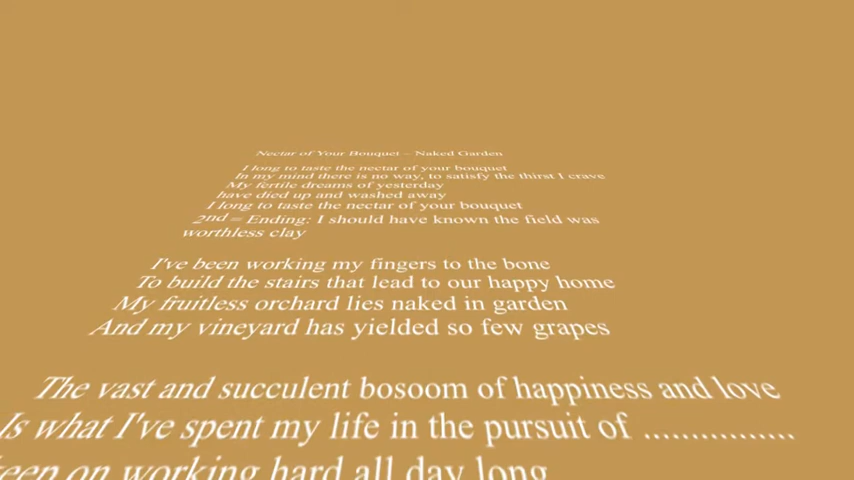 Nectar of Your Bouquet – Naked Garden
I long to taste the nectar of your bouquet
In my mind there is no way, to satisfy the thirst I crave
My fertile dreams of yesterday
have died up and washed away
I long to taste the nectar of your bouquet
2nd = Ending: I should have known the field was
worthless clay
I've been working my fingers to the bone
To build the stairs that lead to our happy home
My fruitless orchard lies naked in garden
And my vineyard has yielded so few grapes
The vast and succulent bosoom of happiness and love
Is what I've spent my life in the pursuit of ................
keep on working hard all day long